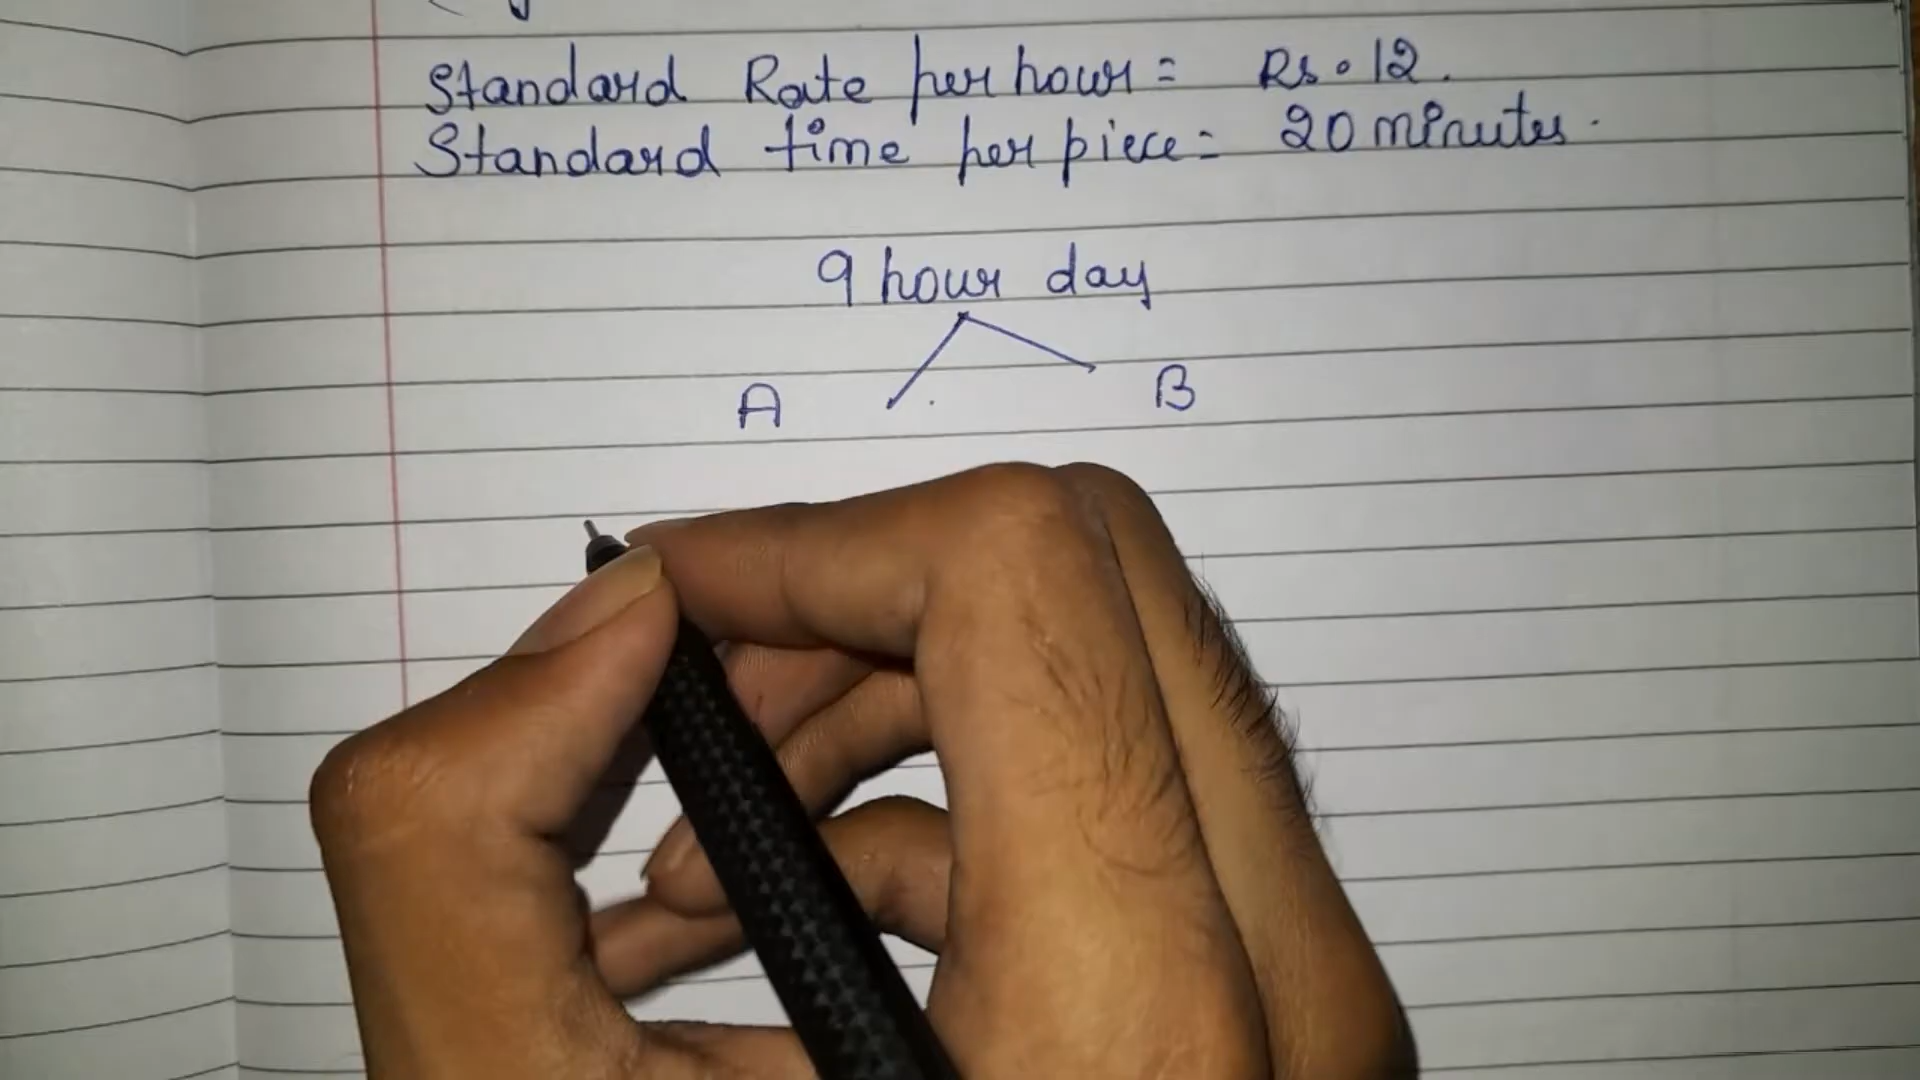 Standard Rate per hour = Rs. 12.
Standard time per piece = 20 minutes.
9 hour day
A B